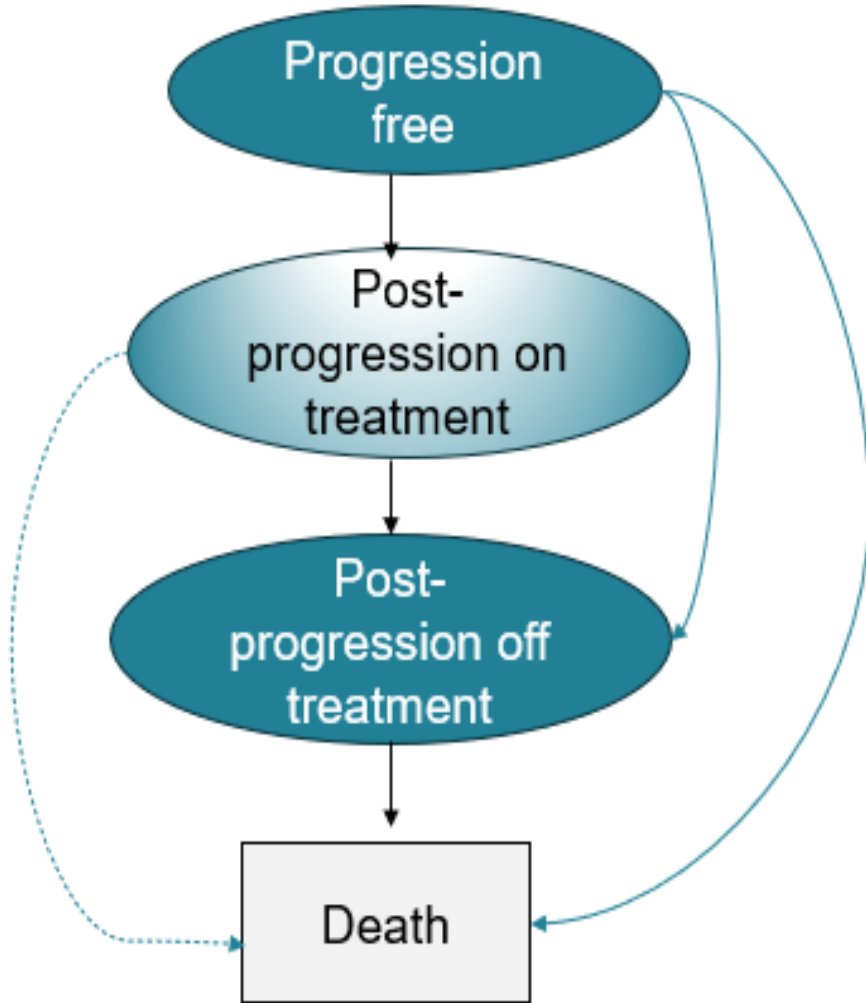 Progression
free
Post-
progression on
treatment
Post-
progression off
treatment
Death